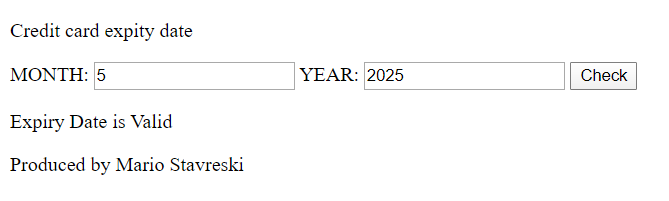 Credit card expity date
MONTH: 5 YEAR: 2025 Check
Expiry Date is Valid
Produced by Mario Stavreski